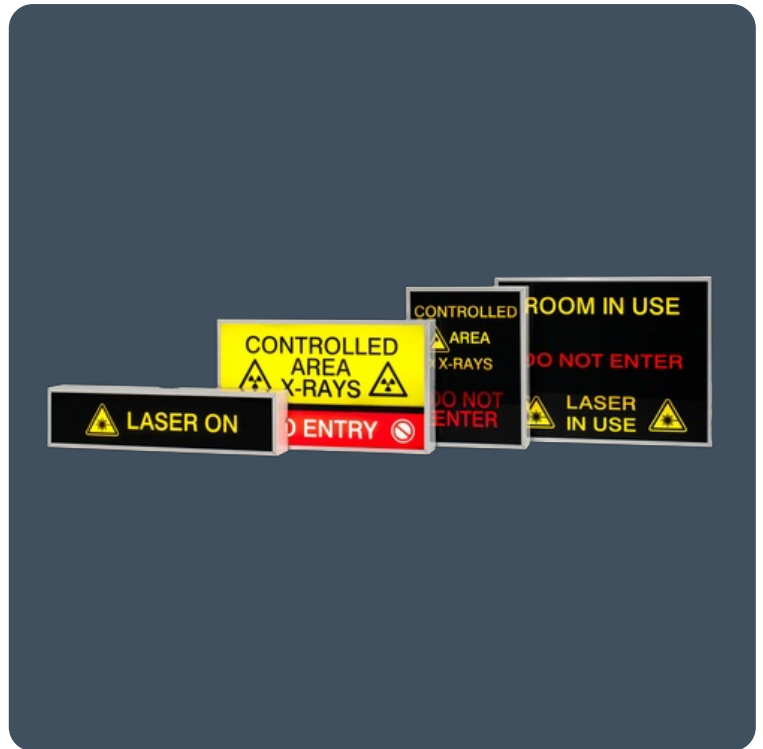 LASER ON
CONTROLLED
AREA
X-RAYS
ENTRY
CONTROLLED
AREA
X-RAYS
DO NOT
ENTER
ROOM IN USE
DO NOT ENTER
LASER
IN USE